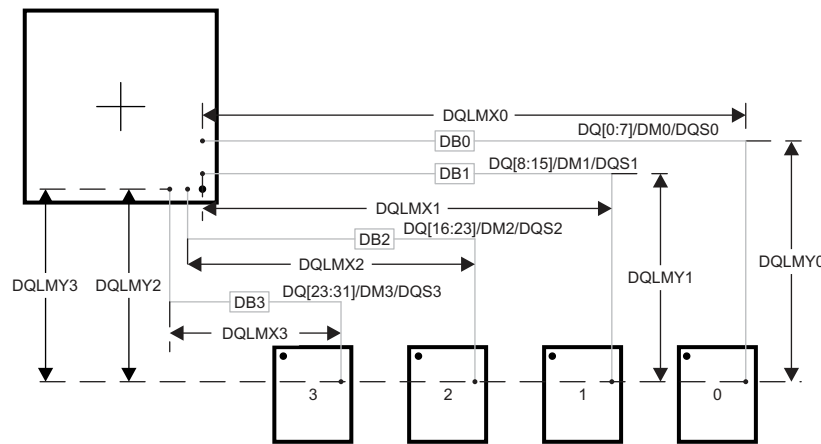 DQLMX0
DQ[0:7]/DM0/DQS0
DB0
DQ[8:15]/DM1/DQS1
DB1
DQLMX1
DQ[16:23]/DM2/DQS2
DB2
DQLMX2
DQLMY3
DQLMY2
DQLMY1
DQLMY0
DQ[23:31]/DM3/DQS3
DB3
DQLMX3
3
2
1
0